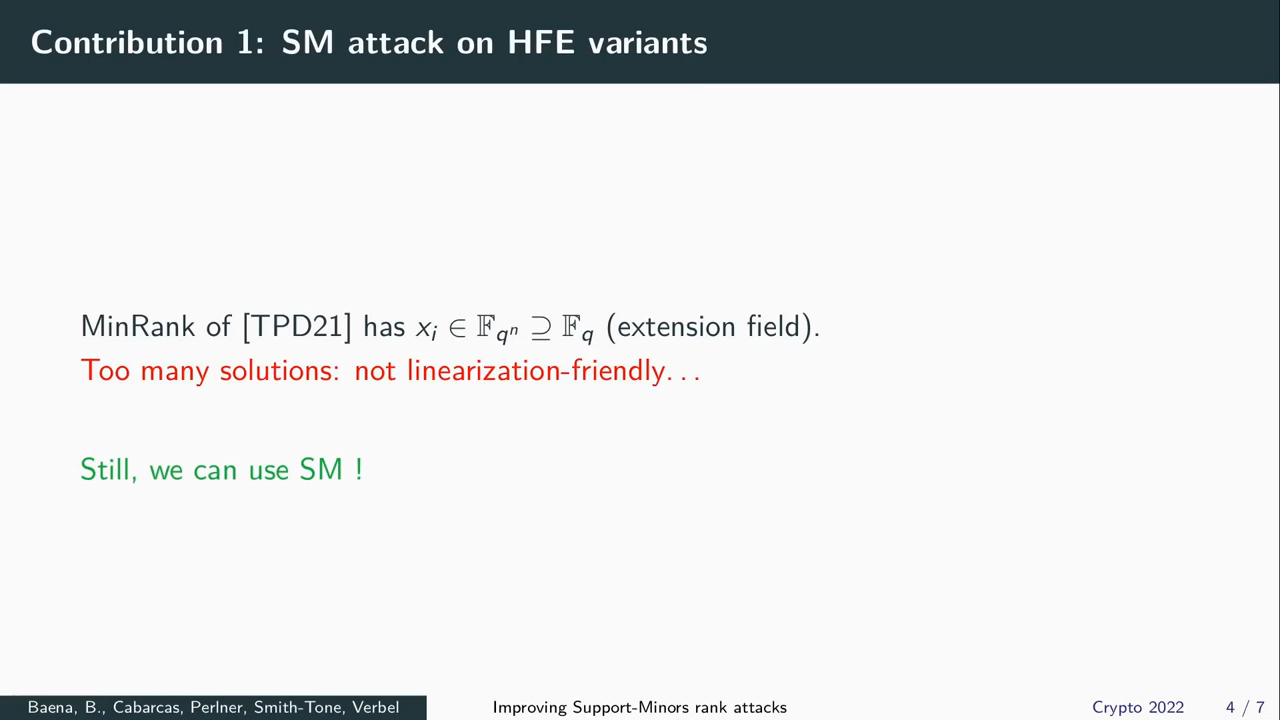 Contribution 1: SM attack on HFE variants
MinRank of [TPD21] has xᵢ ∈ 𝔽_{qⁿ} ⊇ 𝔽_q (extension field).
Too many solutions: not linearization-friendly. . .
Still, we can use SM !
Baena, B., Cabarcas, Perlner, Smith-Tone, Verbel
Improving Support-Minors rank attacks
Crypto 2022
4 / 7